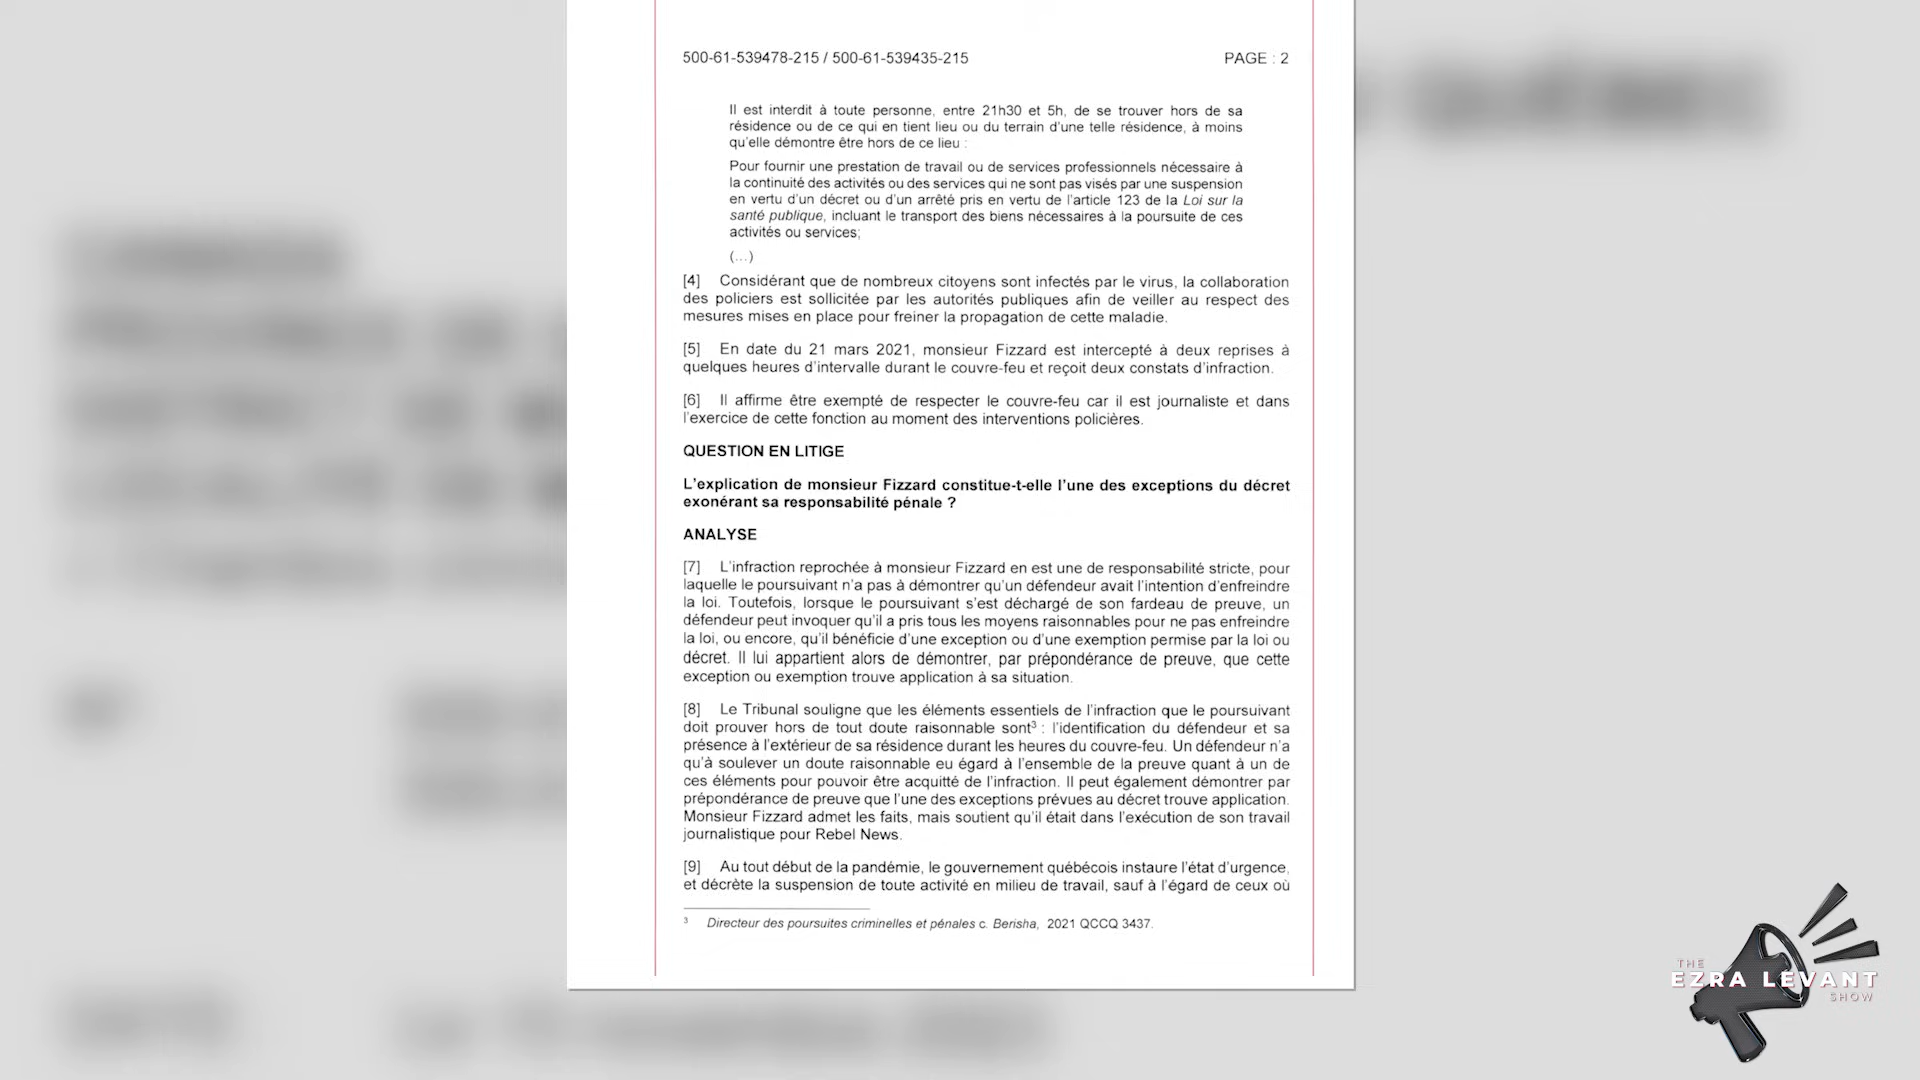 500-61-539478-215 / 500-61-539435-215 PAGE : 2
Il est interdit à toute personne, entre 21h30 et 5h, de se trouver hors de sa
résidence ou de ce qui en tient lieu ou du terrain d'une telle résidence, à moins
qu'elle démontre être hors de ce lieu :
Pour fournir une prestation de travail ou de services professionnels nécessaire à
la continuité des activités ou des services qui ne sont pas visés par une suspension
en vertu d'un décret ou d'un arrêté pris en vertu de l'article 123 de la Loi sur la
santé publique, incluant le transport des biens nécessaires à la poursuite de ces
activités ou services;
(...)
[4] Considérant que de nombreux citoyens sont infectés par le virus, la collaboration
des policiers est sollicitée par les autorités publiques afin de veiller au respect des
mesures mises en place pour freiner la propagation de cette maladie.
[5] En date du 21 mars 2021, monsieur Fizzard est intercepté à deux reprises à
quelques heures d'intervalle durant le couvre-feu et reçoit deux constats d'infraction.
[6] Il affirme être exempté de respecter le couvre-feu car il est journaliste et dans
l'exercice de cette fonction au moment des interventions policières.
QUESTION EN LITIGE
L'explication de monsieur Fizzard constitue-t-elle l'une des exceptions du décret
exonérant sa responsabilité pénale ?
ANALYSE
[7] L'infraction reprochée à monsieur Fizzard en est une de responsabilité stricte, pour
laquelle le poursuivant n'a pas à démontrer qu'un défendeur avait l'intention d'enfreindre
la loi. Toutefois, lorsque le poursuivant s'est déchargé de son fardeau de preuve, un
défendeur peut invoquer qu'il a pris tous les moyens raisonnables pour ne pas enfreindre
la loi, ou encore, qu'il bénéficie d'une exception ou d'une exemption permise par la loi ou
décret. Il lui appartient alors de démontrer, par prépondérance de preuve, que cette
exception ou exemption trouve application à sa situation.
[8] Le Tribunal souligne que les éléments essentiels de l'infraction que le poursuivant
doit prouver hors de tout doute raisonnable sont³ : l'identification du défendeur et sa
présence à l'extérieur de sa résidence durant les heures du couvre-feu. Un défendeur n'a
qu'à soulever un doute raisonnable eu égard à l'ensemble de la preuve quant à un de
ces éléments pour pouvoir être acquitté de l'infraction. Il peut également démontrer par
prépondérance de preuve que l'une des exceptions prévues au décret trouve application.
Monsieur Fizzard admet les faits, mais soutient qu'il était dans l'exécution de son travail
journalistique pour Rebel News.
[9] Au tout début de la pandémie, le gouvernement québécois instaure l'état d'urgence,
et décrète la suspension de toute activité en milieu de travail, sauf à l'égard de ceux où
³ Directeur des poursuites criminelles et pénales c. Berisha, 2021 QCCQ 3437.
THE
EZRA LEVANT
SHOW